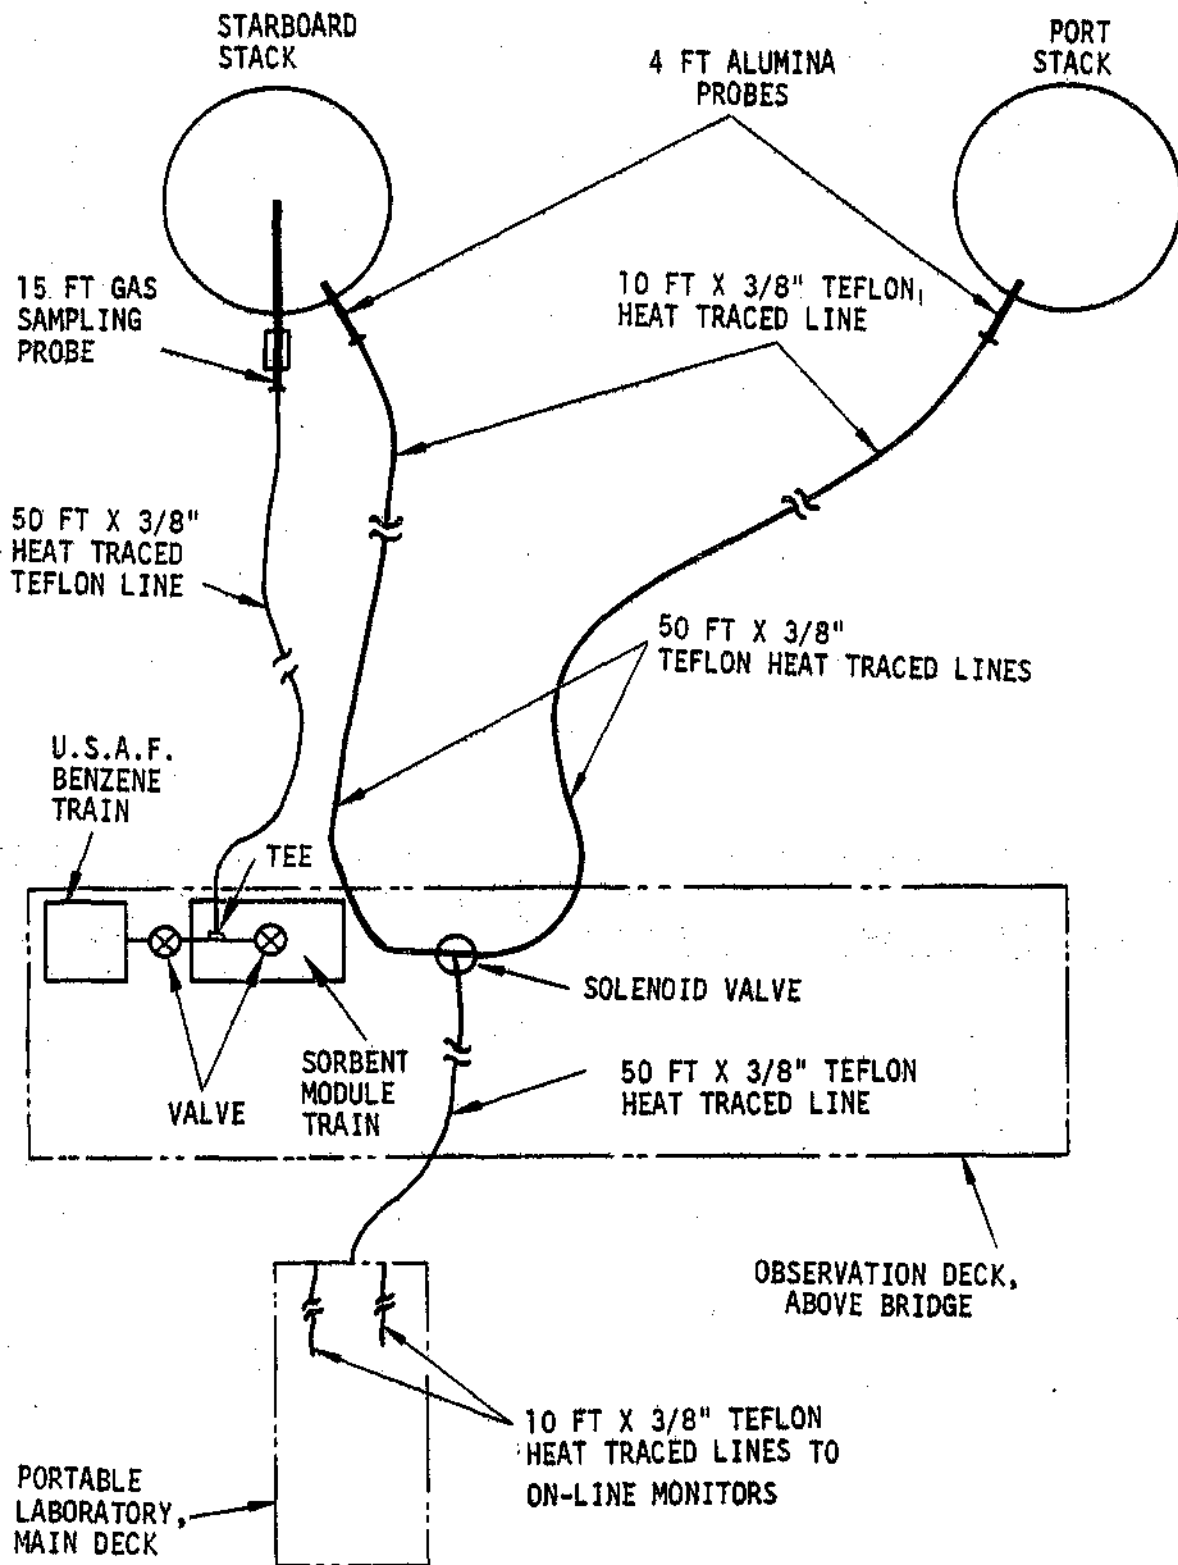 STARBOARD
STACK
PORT
STACK
4 FT ALUMINA
PROBES
15 FT GAS
SAMPLING
PROBE
10 FT X 3/8" TEFLON,
HEAT TRACED LINE
50 FT X 3/8"
HEAT TRACED
TEFLON LINE
50 FT X 3/8"
TEFLON HEAT TRACED LINES
U.S.A.F.
BENZENE
TRAIN
TEE
SOLENOID VALVE
VALVE
SORBENT
MODULE
TRAIN
50 FT X 3/8" TEFLON
HEAT TRACED LINE
OBSERVATION DECK,
ABOVE BRIDGE
10 FT X 3/8" TEFLON
HEAT TRACED LINES TO
ON-LINE MONITORS
PORTABLE
LABORATORY,
MAIN DECK